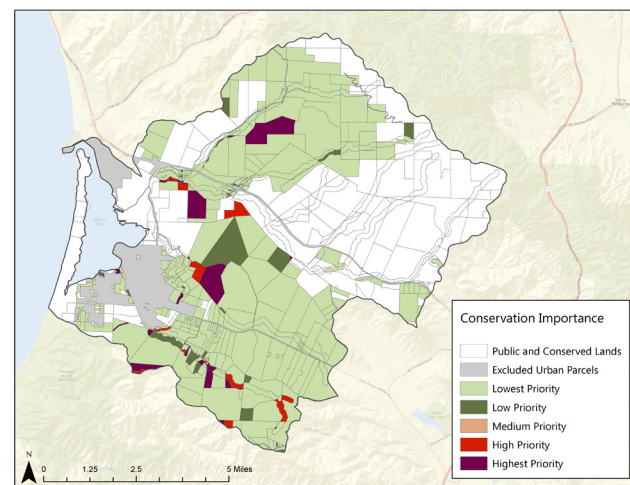 Conservation Importance
Public and Conserved Lands
Excluded Urban Parcels
Lowest Priority
Low Priority
Medium Priority
High Priority
Highest Priority
N
0 1.25 2.5 5 Miles